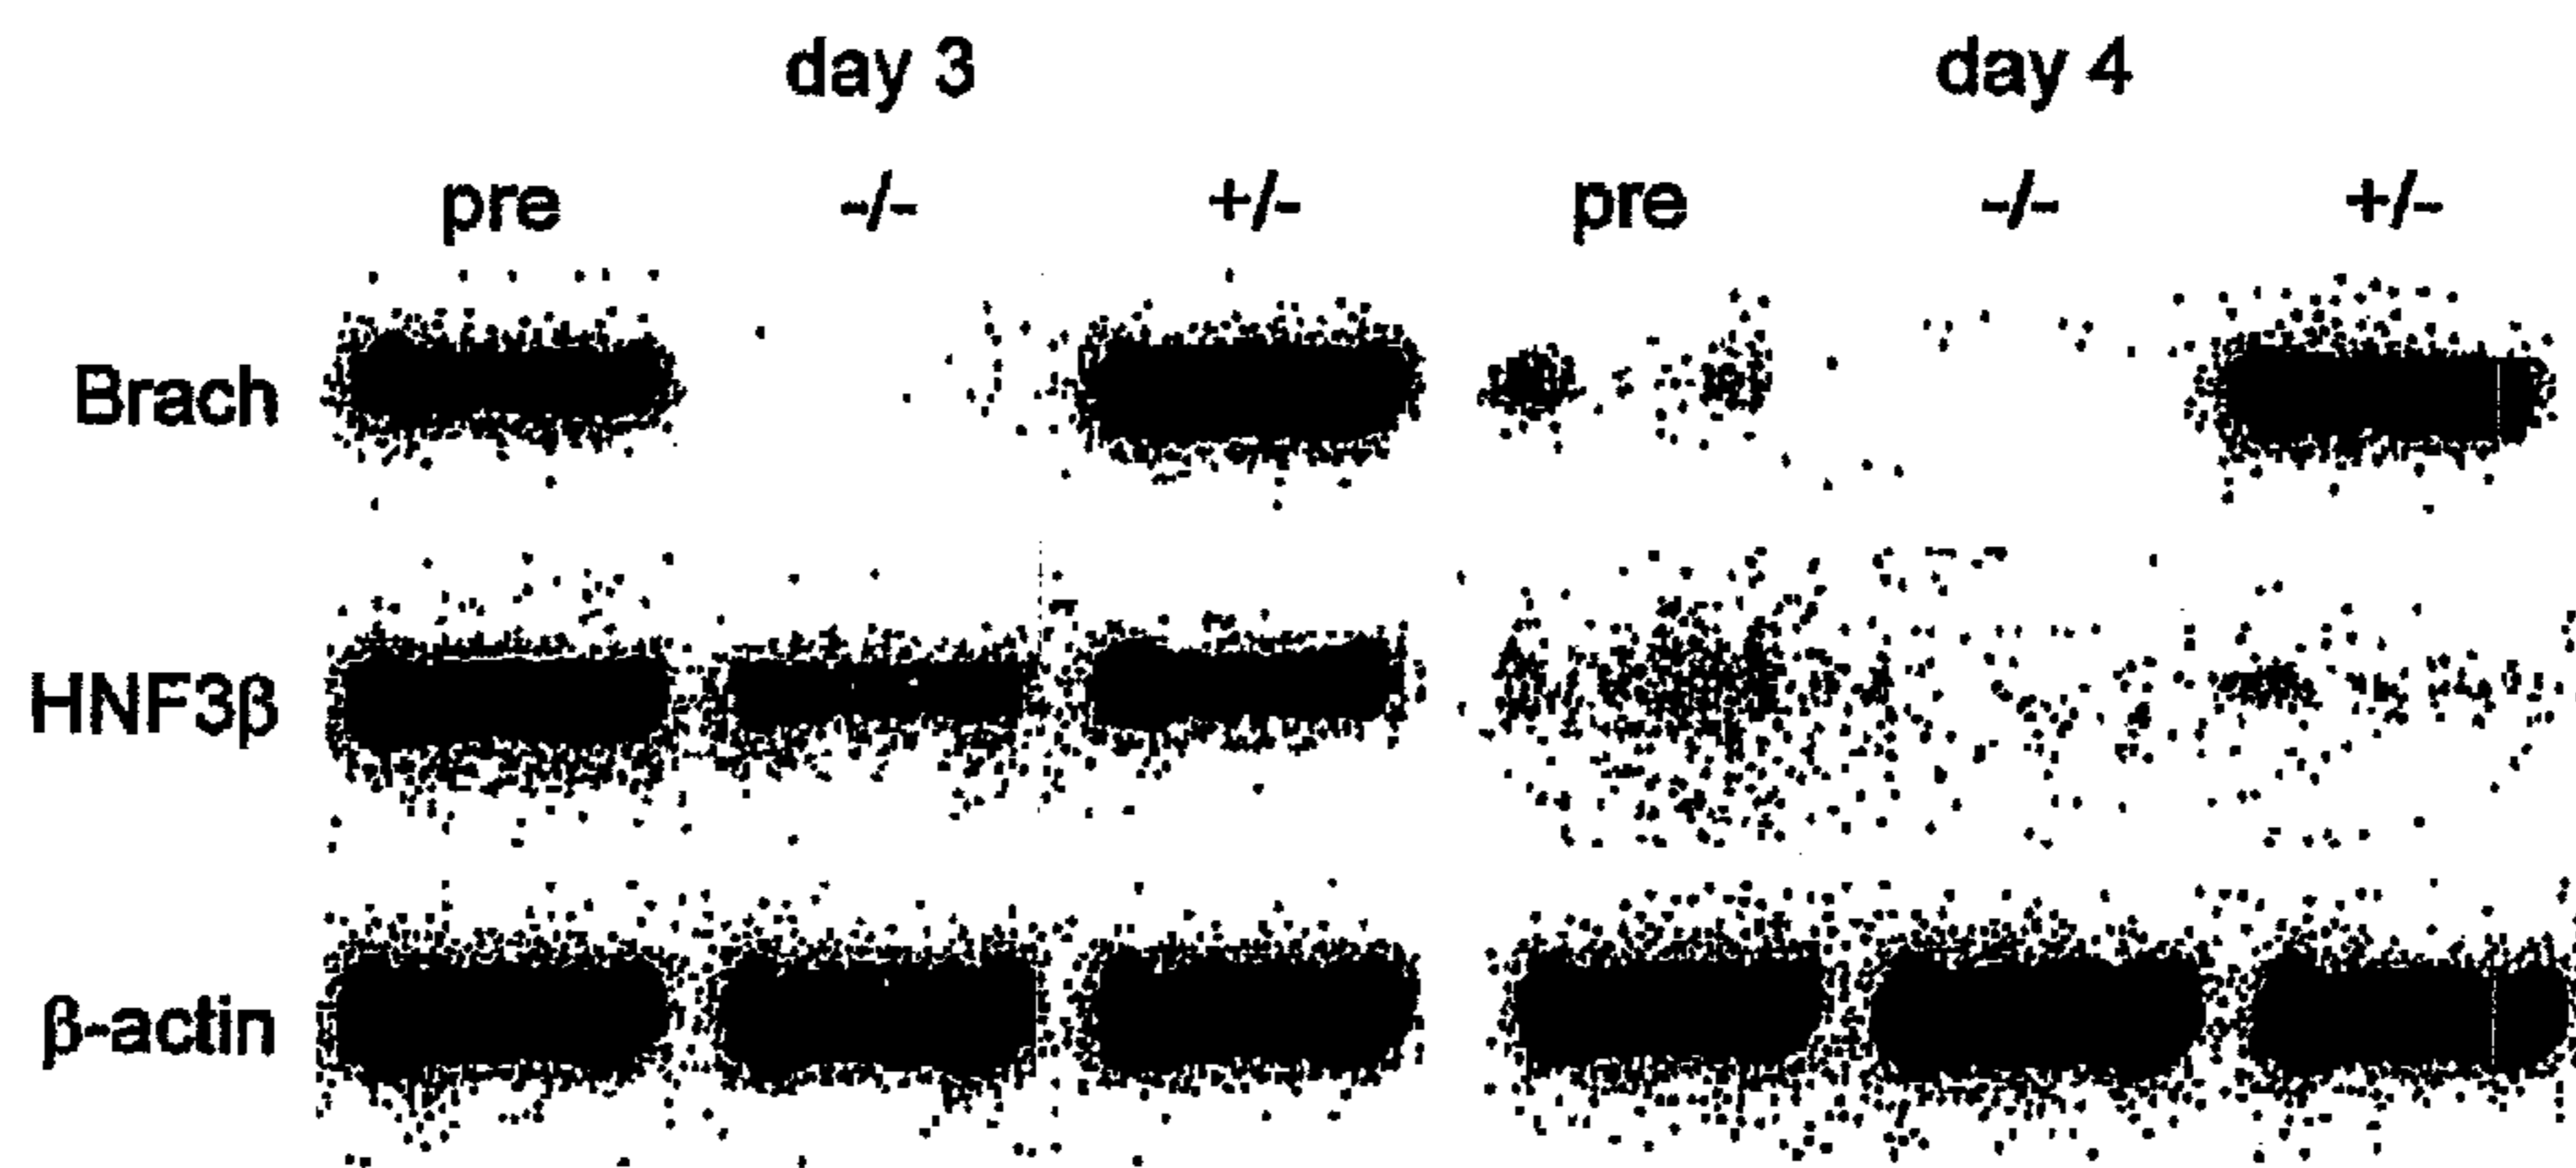 day 3 day 4
pre -/- +/- pre -/- +/-
Brach
HNF3β
β-actin